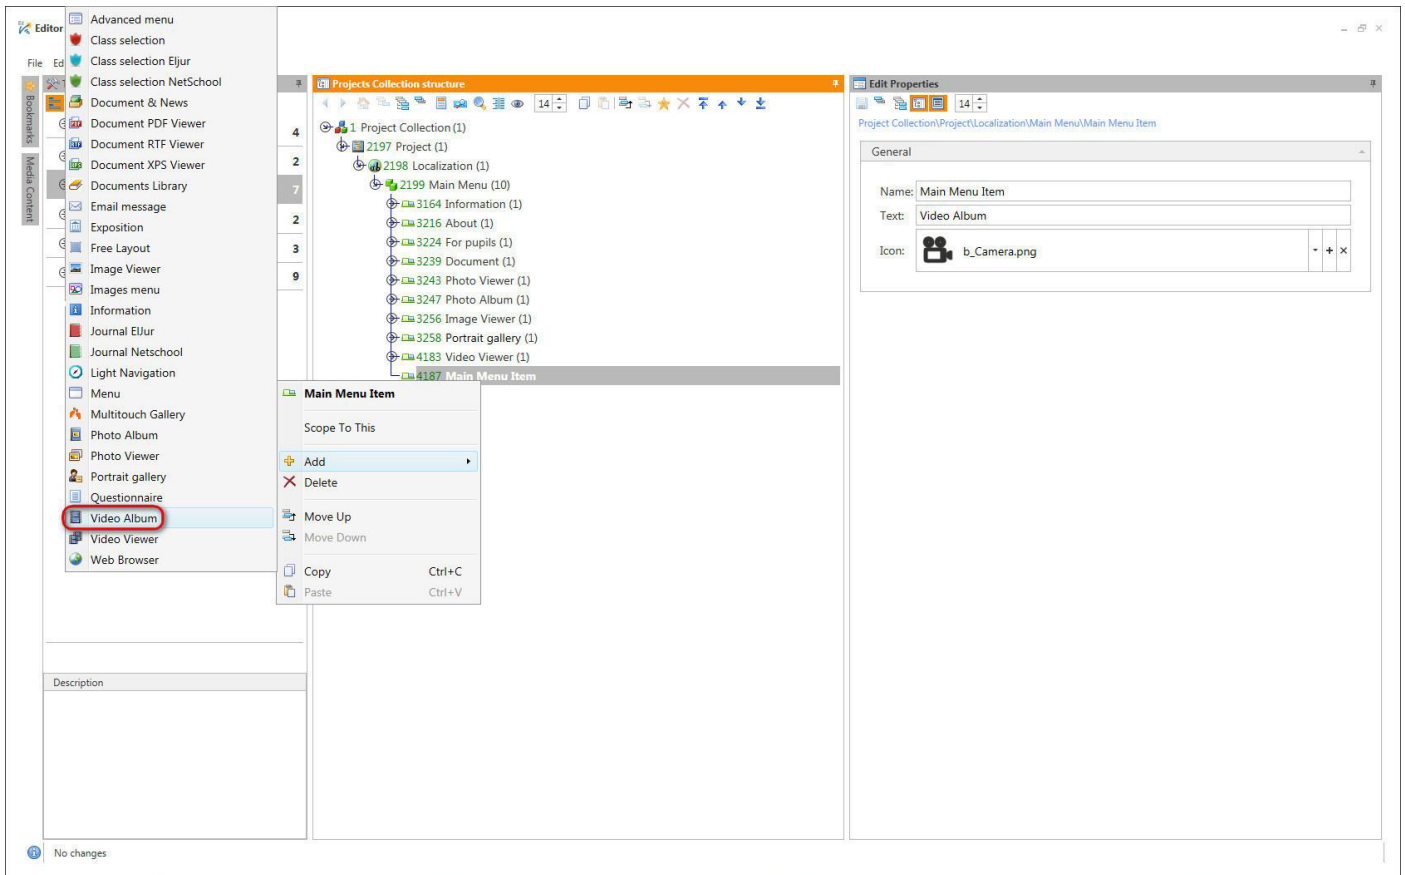 Editor
File Ed
Bookmarks
Media Content
4
2
7
2
3
9
Advanced menu
Class selection
Class selection Eljur
Class selection NetSchool
Document & News
Document PDF Viewer
Document RTF Viewer
Document XPS Viewer
Documents Library
Email message
Exposition
Free Layout
Image Viewer
Images menu
Information
Journal ElJur
Journal Netschool
Light Navigation
Menu
Multitouch Gallery
Photo Album
Photo Viewer
Portrait gallery
Questionnaire
Video Album
Video Viewer
Web Browser
Main Menu Item
Scope To This
Add
Delete
Move Up
Move Down
Copy Ctrl+C
Paste Ctrl+V
Description
No changes
Projects Collection structure
14
1 Project Collection (1)
2197 Project (1)
2198 Localization (1)
2199 Main Menu (10)
3164 Information (1)
3216 About (1)
3224 For pupils (1)
3239 Document (1)
3243 Photo Viewer (1)
3247 Photo Album (1)
3256 Image Viewer (1)
3258 Portrait gallery (1)
4183 Video Viewer (1)
4187 Main Menu Item
Edit Properties
14
Project Collection\Project\Localization\Main Menu\Main Menu Item
General
Name: Main Menu Item
Text: Video Album
Icon: b_Camera.png